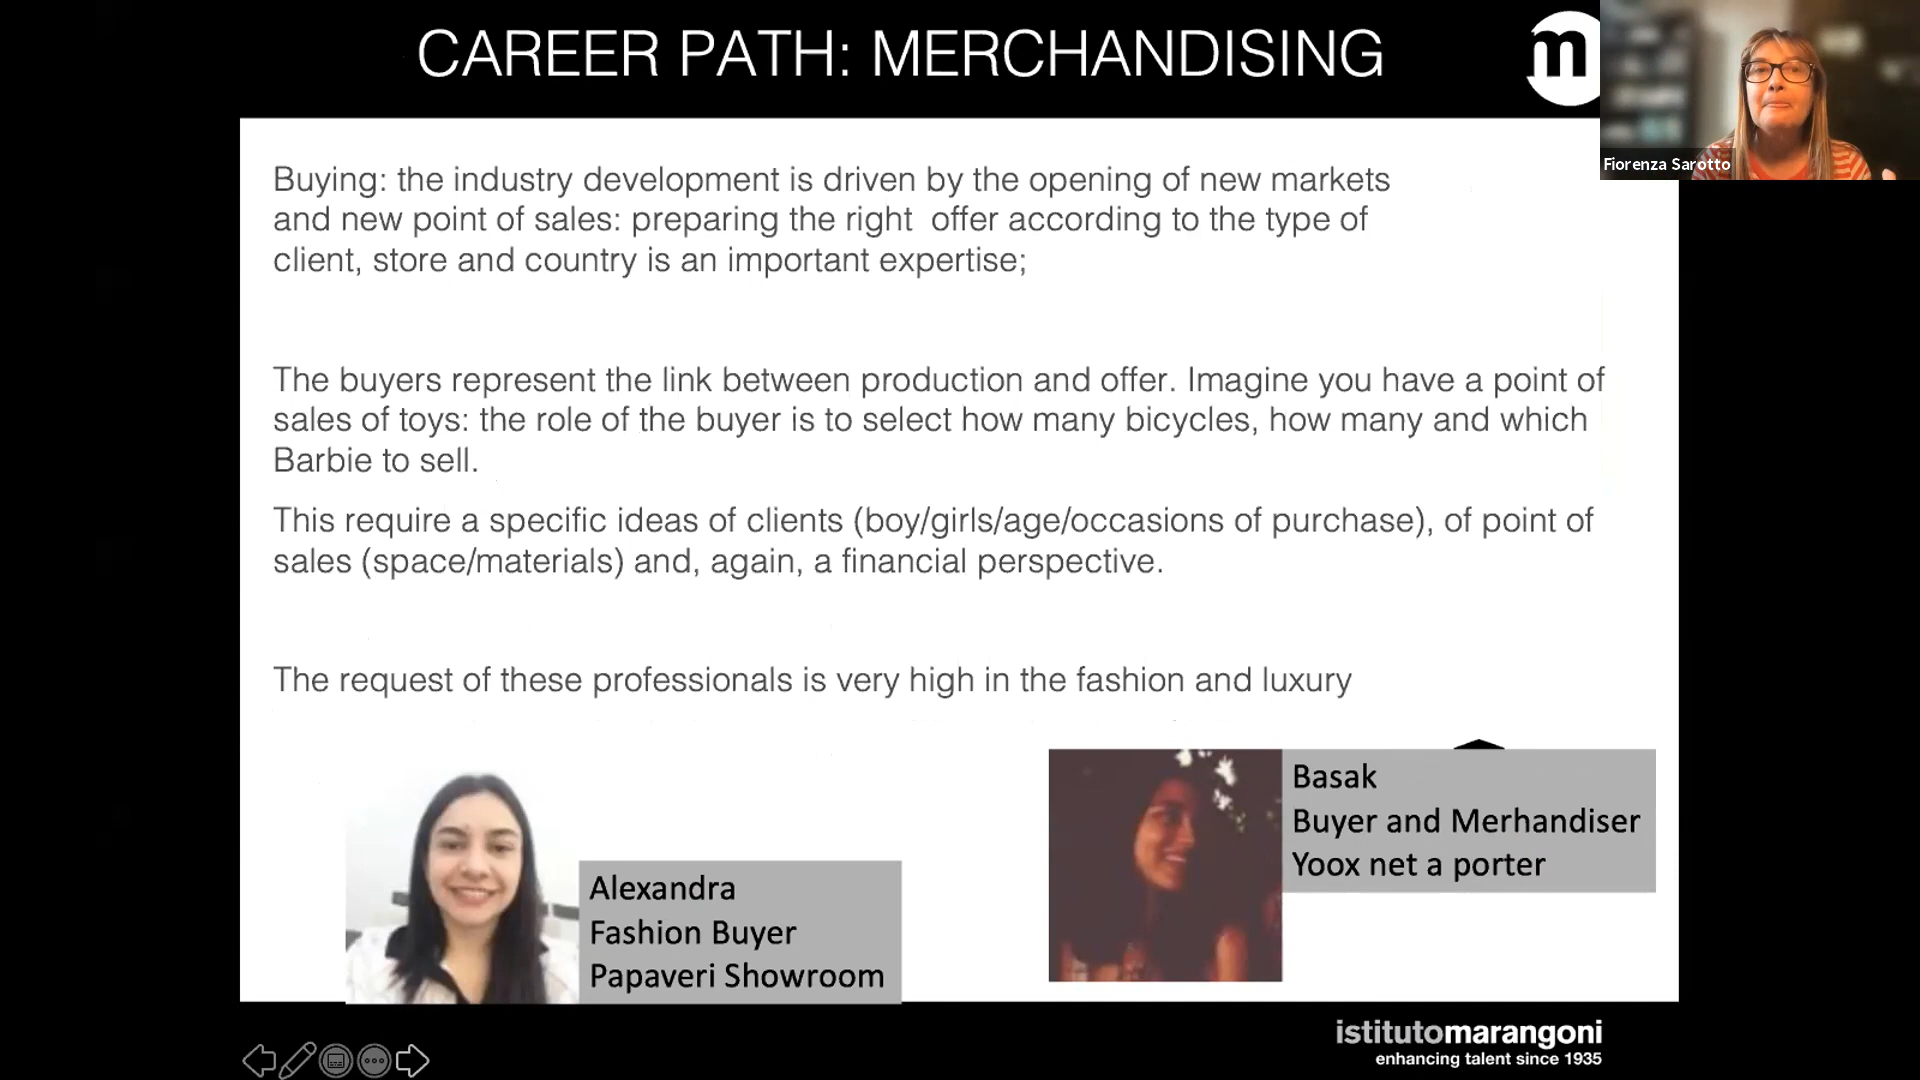 CAREER PATH: MERCHANDISING
m
Fiorenza Sarotto
Buying: the industry development is driven by the opening of new markets
and new point of sales: preparing the right offer according to the type of
client, store and country is an important expertise;
The buyers represent the link between production and offer. Imagine you have a point of
sales of toys: the role of the buyer is to select how many bicycles, how many and which
Barbie to sell.
This require a specific ideas of clients (boy/girls/age/occasions of purchase), of point of
sales (space/materials) and, again, a financial perspective.
The request of these professionals is very high in the fashion and luxury
Basak
Buyer and Merhandiser
Yoox net a porter
Alexandra
Fashion Buyer
Papaveri Showroom
istitutomarangoni
enhancing talent since 1935